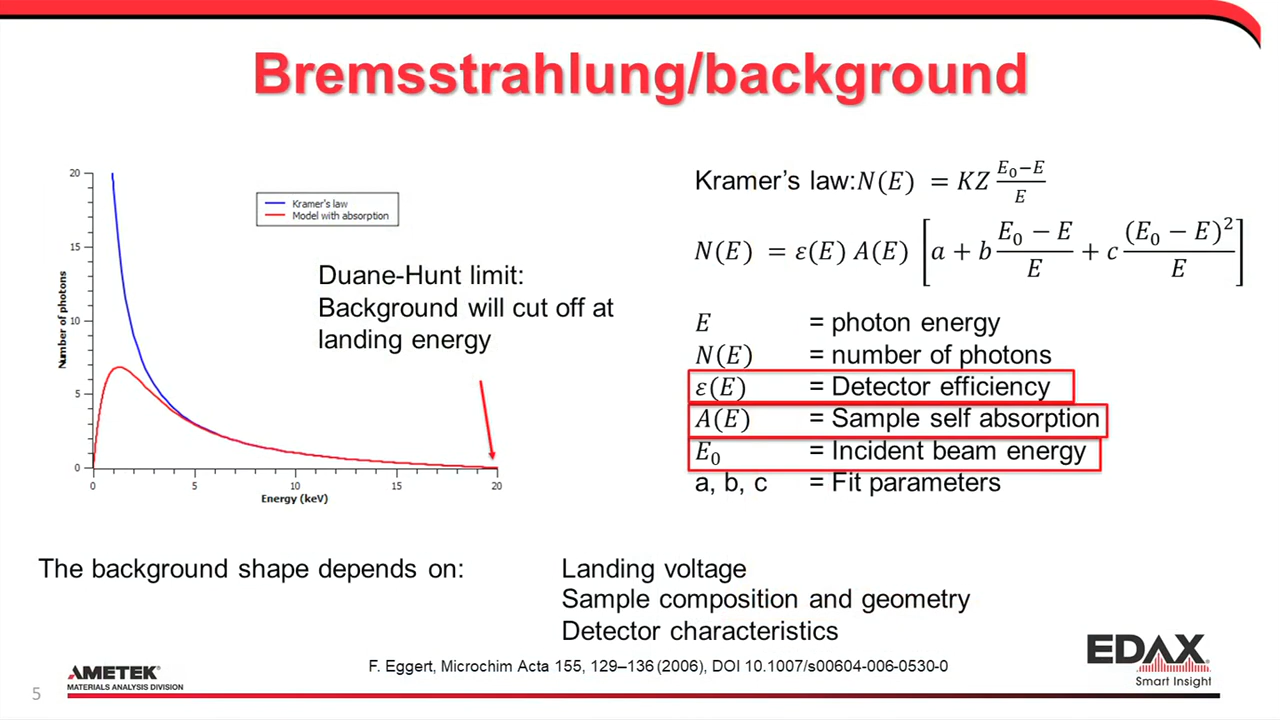 Bremsstrahlung/background
20
15
10
5
0
Number of photons
0 5 10 15 20
Energy (keV)
Kramer's law
Model with absorption
Duane-Hunt limit:
Background will cut off at
landing energy
Kramer’s law: N(E) = KZ (E₀−E)/E
N(E) = ε(E) A(E) [a + b (E₀ − E)/E + c (E₀ − E)²/E]
E = photon energy
N(E) = number of photons
ε(E) = Detector efficiency
A(E) = Sample self absorption
E₀ = Incident beam energy
a, b, c = Fit parameters
The background shape depends on: Landing voltage
Sample composition and geometry
Detector characteristics
F. Eggert, Microchim Acta 155, 129–136 (2006), DOI 10.1007/s00604-006-0530-0
5
AMETEK®
MATERIALS ANALYSIS DIVISION
EDAX
Smart Insight